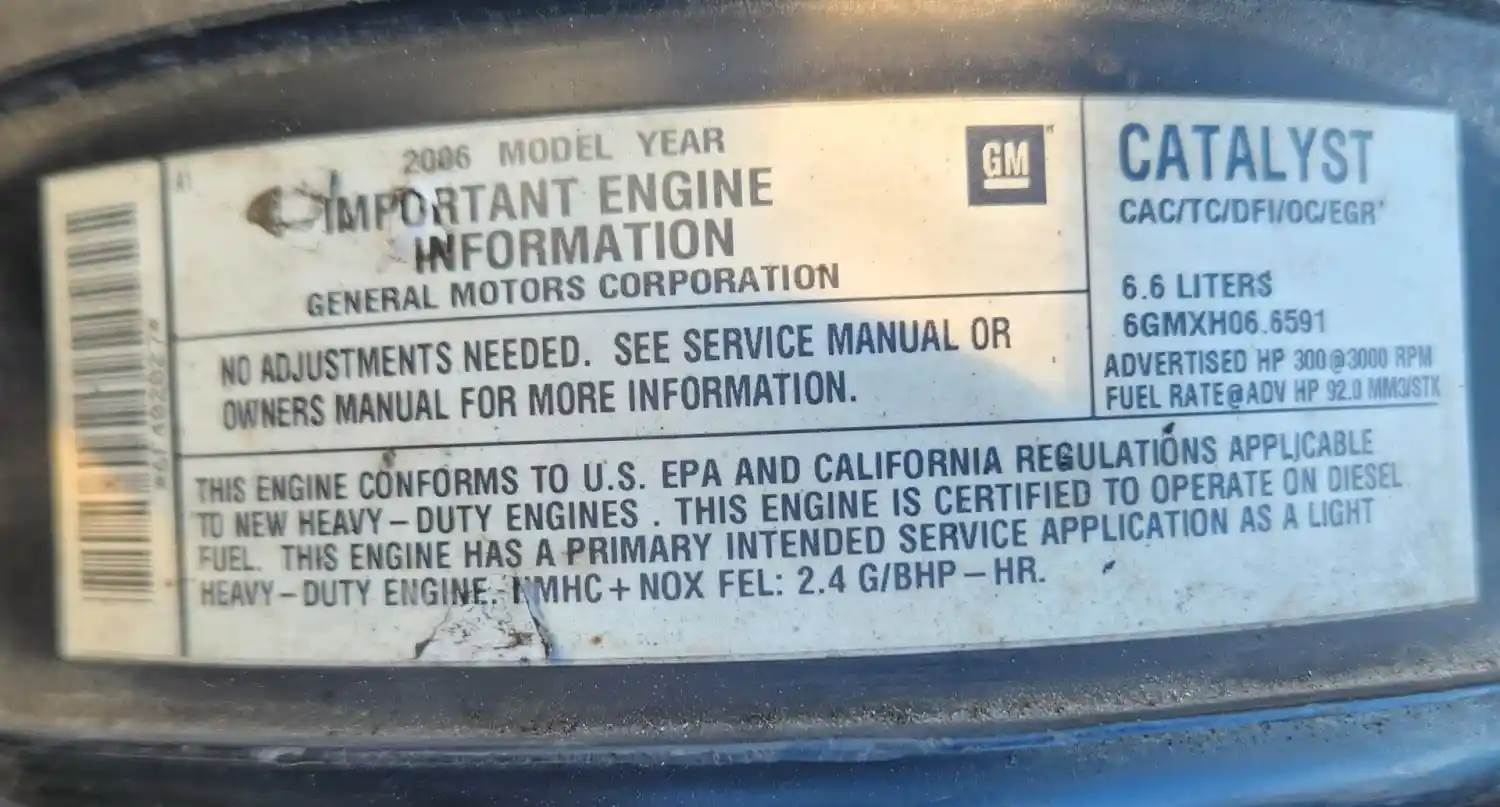 A1
2006 MODEL YEAR
IMPORTANT ENGINE
INFORMATION
GENERAL MOTORS CORPORATION
GM
NO ADJUSTMENTS NEEDED. SEE SERVICE MANUAL OR
OWNERS MANUAL FOR MORE INFORMATION.
CATALYST
CAC/TC/DFI/OC/EGR
6.6 LITERS
6GMXH06.6591
ADVERTISED HP 300@3000 RPM
FUEL RATE@ADV HP 92.0 MM3/STK
THIS ENGINE CONFORMS TO U.S. EPA AND CALIFORNIA REGULATIONS APPLICABLE
TO NEW HEAVY-DUTY ENGINES . THIS ENGINE IS CERTIFIED TO OPERATE ON DIESEL
FUEL. THIS ENGINE HAS A PRIMARY INTENDED SERVICE APPLICATION AS A LIGHT
HEAVY-DUTY ENGINE. NMHC+NOX FEL: 2.4 G/BHP-HR.